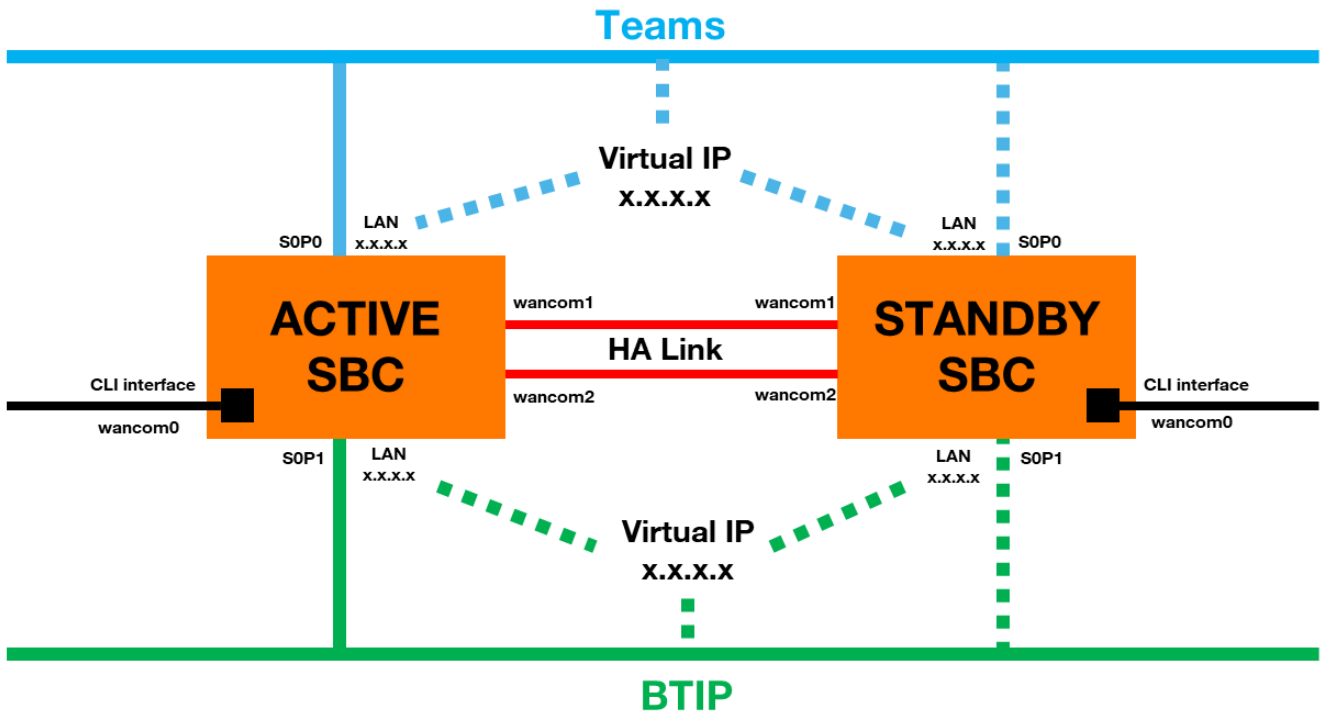 Teams
Virtual IP
x.x.x.x
LAN
x.x.x.x
S0P0
LAN
x.x.x.x
S0P0
ACTIVE
SBC
wancom1
wancom1
HA Link
wancom2
wancom2
STANDBY
SBC
CLI interface
wancom0
CLI interface
wancom0
S0P1
LAN
x.x.x.x
LAN
x.x.x.x
S0P1
Virtual IP
x.x.x.x
BTIP